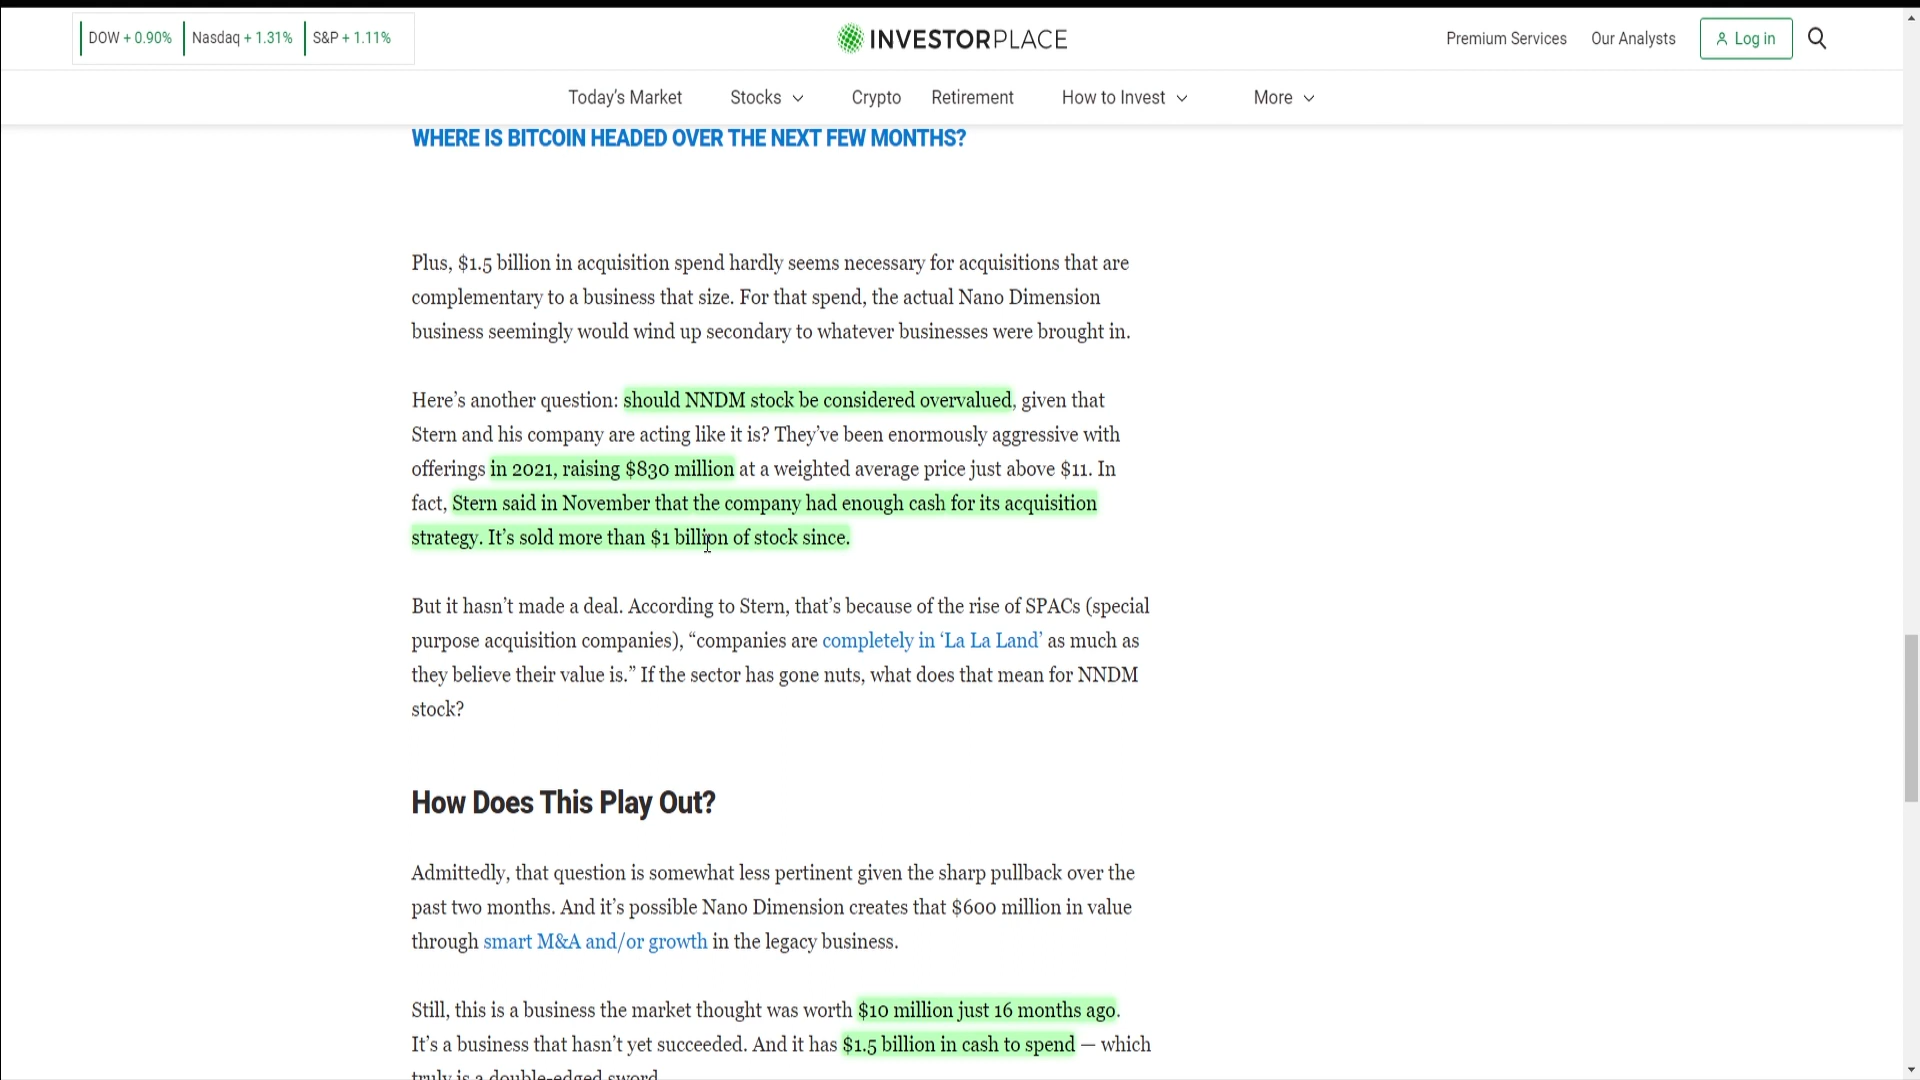 DOW + 0.90% Nasdaq + 1.31% S&P + 1.11%
INVESTORPLACE
Premium Services Our Analysts Log in
Today's Market Stocks Crypto Retirement How to Invest More
WHERE IS BITCOIN HEADED OVER THE NEXT FEW MONTHS?
Plus, $1.5 billion in acquisition spend hardly seems necessary for acquisitions that are
complementary to a business that size. For that spend, the actual Nano Dimension
business seemingly would wind up secondary to whatever businesses were brought in.
Here’s another question: should NNDM stock be considered overvalued, given that
Stern and his company are acting like it is? They’ve been enormously aggressive with
offerings in 2021, raising $830 million at a weighted average price just above $11. In
fact, Stern said in November that the company had enough cash for its acquisition
strategy. It’s sold more than $1 billion of stock since.
But it hasn’t made a deal. According to Stern, that’s because of the rise of SPACs (special
purpose acquisition companies), “companies are completely in ‘La La Land’ as much as
they believe their value is.” If the sector has gone nuts, what does that mean for NNDM
stock?
How Does This Play Out?
Admittedly, that question is somewhat less pertinent given the sharp pullback over the
past two months. And it’s possible Nano Dimension creates that $600 million in value
through smart M&A and/or growth in the legacy business.
Still, this is a business the market thought was worth $10 million just 16 months ago.
It’s a business that hasn’t yet succeeded. And it has $1.5 billion in cash to spend — which
truly is a double-edged sword.